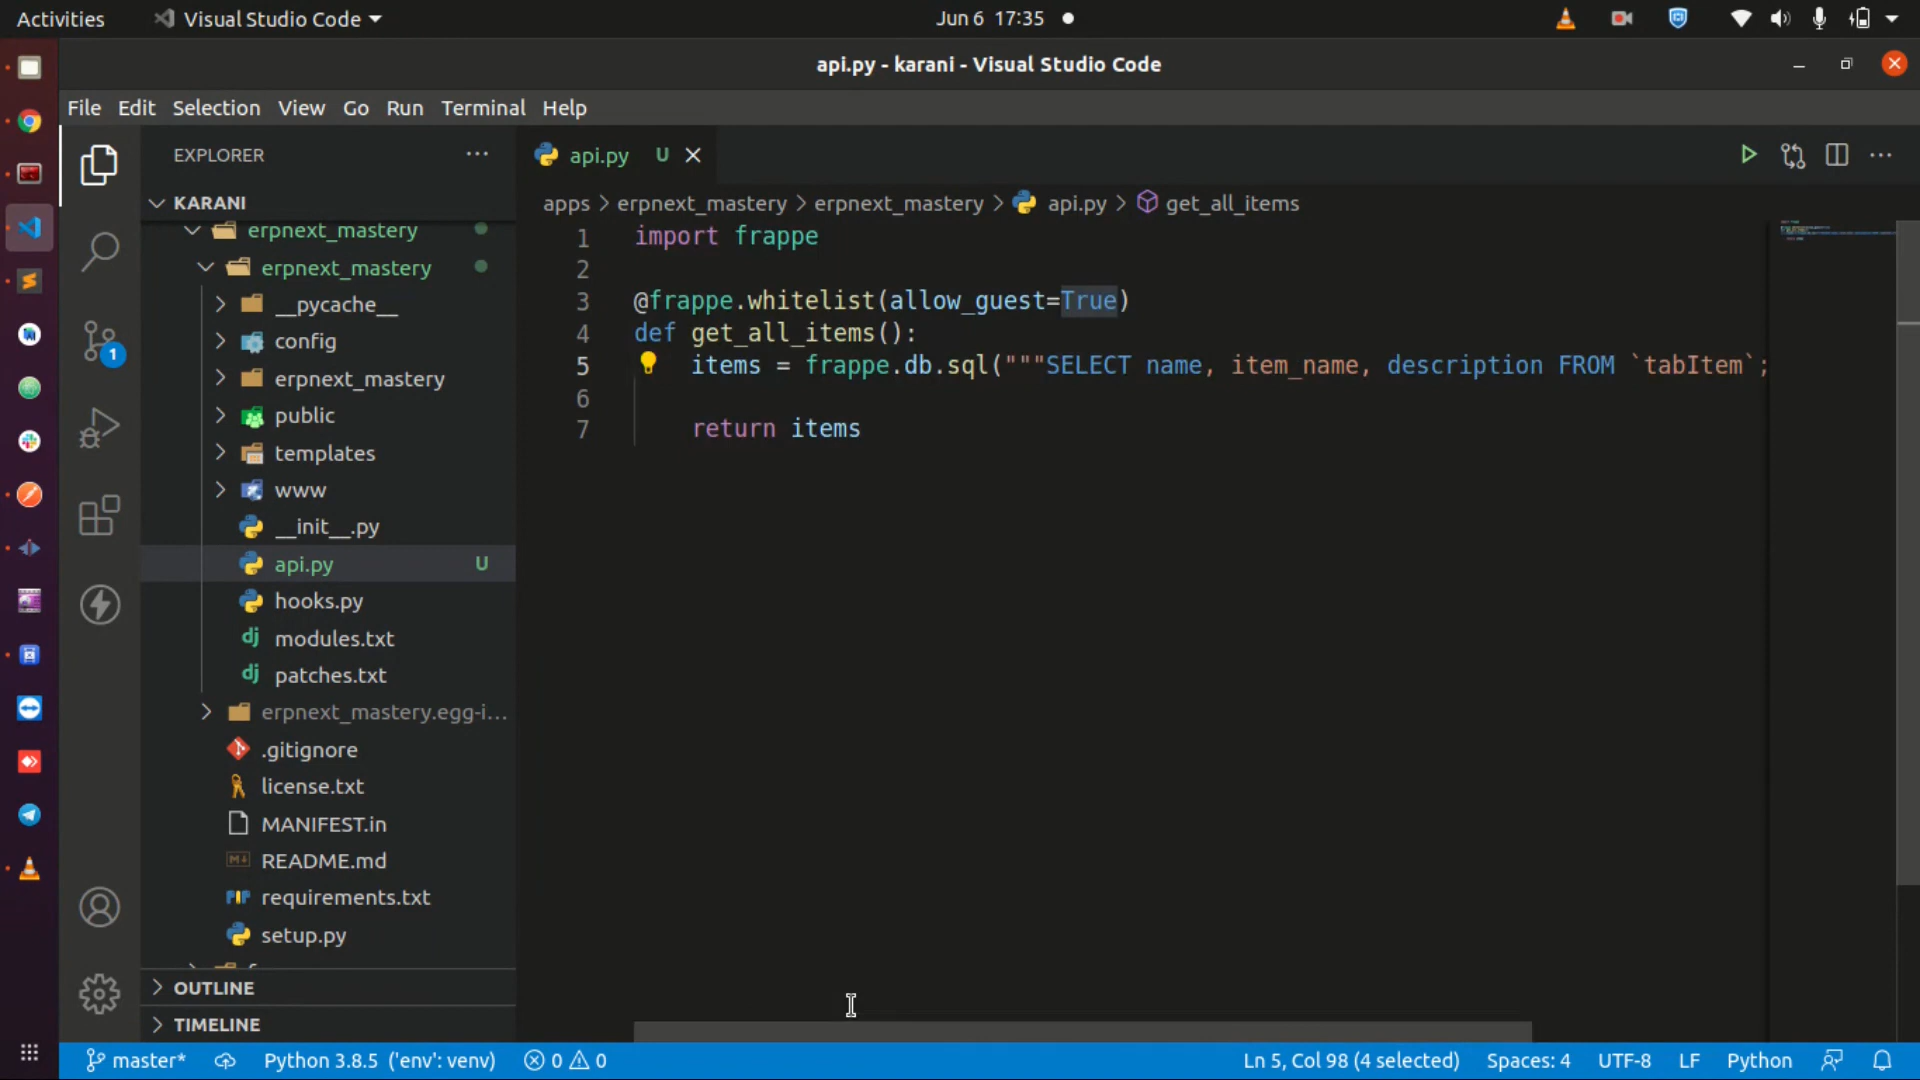 Activities
Visual Studio Code
Jun 6 17:35
api.py - karani - Visual Studio Code
File Edit Selection View Go Run Terminal Help
EXPLORER
KARANI
erpnext_mastery
erpnext_mastery
__pycache__
config
erpnext_mastery
public
templates
www
__init__.py
api.py U
hooks.py
modules.txt
patches.txt
erpnext_mastery.egg-i...
.gitignore
license.txt
MANIFEST.in
README.md
requirements.txt
setup.py
OUTLINE
TIMELINE
1
api.py U
apps > erpnext_mastery > erpnext_mastery > api.py > get_all_items
1 import frappe
2
3 @frappe.whitelist(allow_guest=True)
4 def get_all_items():
5 items = frappe.db.sql("""SELECT name, item_name, description FROM `tabItem`;
6
7 return items
master* Python 3.8.5 ('env': venv) 0 0 Ln 5, Col 98 (4 selected) Spaces: 4 UTF-8 LF Python